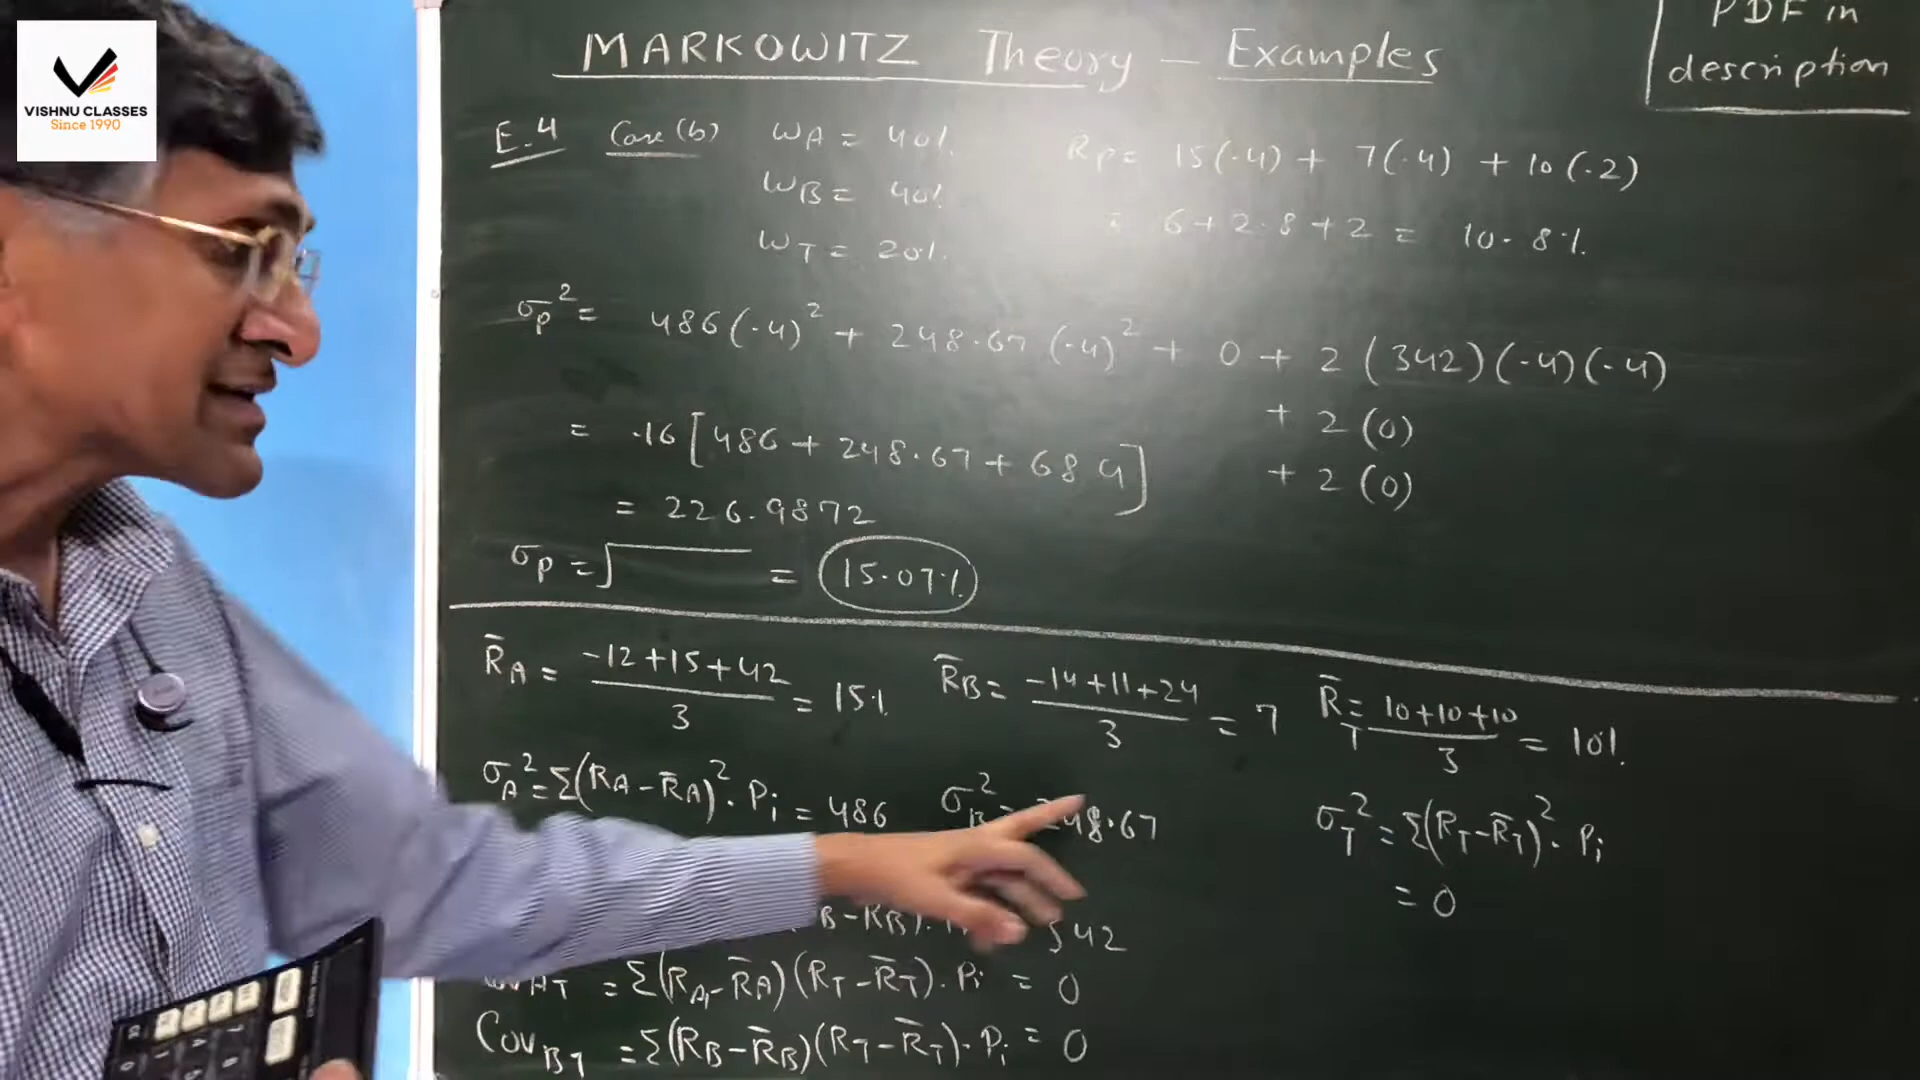 VISHNU CLASSES
Since 1990
MARKOWITZ Theory - Examples
PDF in
description
E.4 Case (b) WA = 40%
WB = 40%
WT = 20%
RP = 15(.4) + 7(.4) + 10(.2)
= 6 + 2.8 + 2 = 10.8%
σp² = 486(.4)² + 248.67(.4)² + 0 + 2(342)(.4)(.4)
+ 2(0)
+ 2(0)
= .16[486 + 248.67 + 684]
= 226.9872
σp = √ = 15.07%
R̄A = (-12+15+42)/3 = 15%
R̄B = (-14+11+24)/3 = 7
R̄T = (10+10+10)/3 = 10%
σA² = Σ(RA - R̄A)². Pi = 486
σB² = 248.67
σT² = Σ(RT - R̄T)². Pi
= 0
B - R̄B). 342
AT = Σ(RA - R̄A)(RT - R̄T). Pi = 0
CovBT = Σ(RB - R̄B)(RT - R̄T). Pi = 0